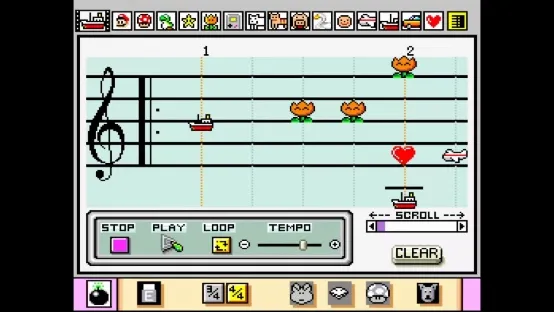 1 2
STOP PLAY LOOP TEMPO
<--- SCROLL --->
CLEAR
3/4 4/4